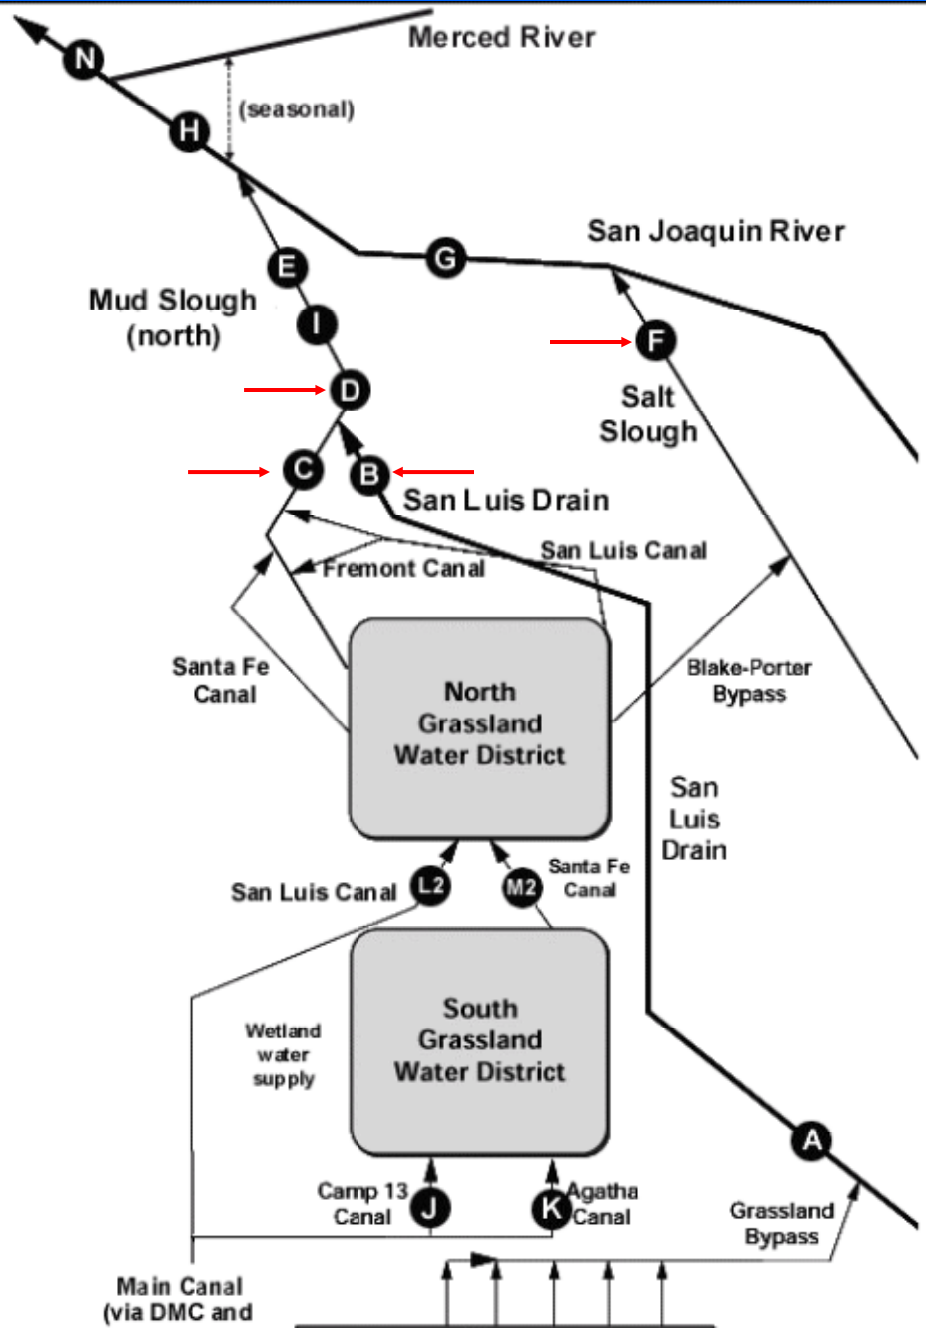 Merced River
N
(seasonal)
H
San Joaquin River
G
E
Mud Slough
(north)
I
F
D
Salt
Slough
C
B
San Luis Drain
San Luis Canal
Fremont Canal
Santa Fe
Canal
Blake-Porter
Bypass
North
Grassland
Water District
San
Luis
Drain
San Luis Canal
L2
M2
Santa Fe
Canal
South
Grassland
Water District
Wetland
water
supply
A
Camp 13
Canal
J
K
Agatha
Canal
Grassland
Bypass
Main Canal
(via DMC and